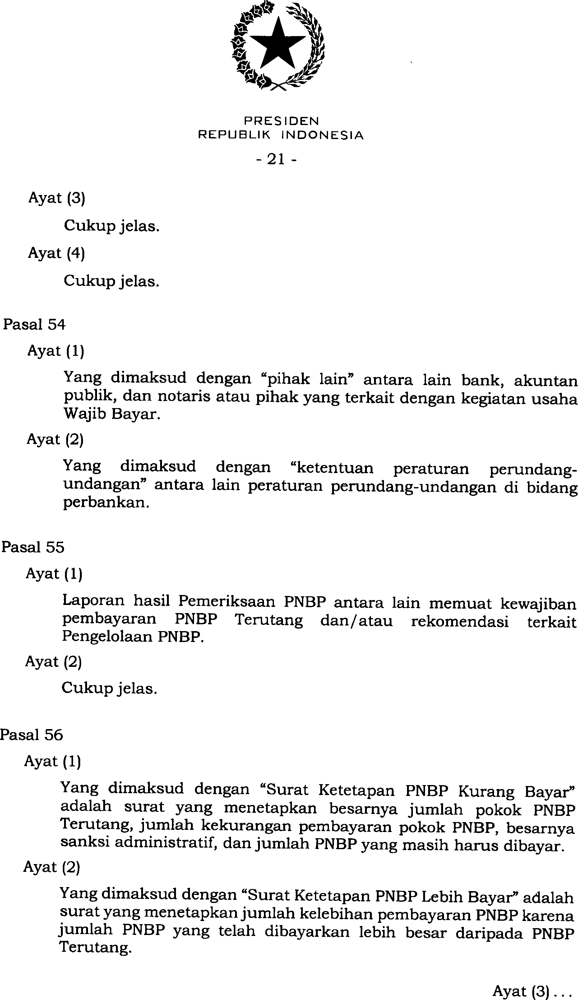 PRESIDEN
REPUBLIK INDONESIA
- 21 -
Ayat (3)
Cukup jelas.
Ayat (4)
Cukup jelas.
Pasal 54
Ayat (1)
Yang dimaksud dengan “pihak lain” antara lain bank, akuntan
publik, dan notaris atau pihak yang terkait dengan kegiatan usaha
Wajib Bayar.
Ayat (2)
Yang dimaksud dengan “ketentuan peraturan perundang-
undangan” antara lain peraturan perundang-undangan di bidang
perbankan.
Pasal 55
Ayat (1)
Laporan hasil Pemeriksaan PNBP antara lain memuat kewajiban
pembayaran PNBP Terutang dan/atau rekomendasi terkait
Pengelolaan PNBP.
Ayat (2)
Cukup jelas.
Pasal 56
Ayat (1)
Yang dimaksud dengan “Surat Ketetapan PNBP Kurang Bayar”
adalah surat yang menetapkan besarnya jumlah pokok PNBP
Terutang, jumlah kekurangan pembayaran pokok PNBP, besarnya
sanksi administratif, dan jumlah PNBP yang masih harus dibayar.
Ayat (2)
Yang dimaksud dengan “Surat Ketetapan PNBP Lebih Bayar” adalah
surat yang menetapkan jumlah kelebihan pembayaran PNBP karena
jumlah PNBP yang telah dibayarkan lebih besar daripada PNBP
Terutang.
Ayat (3) . . .